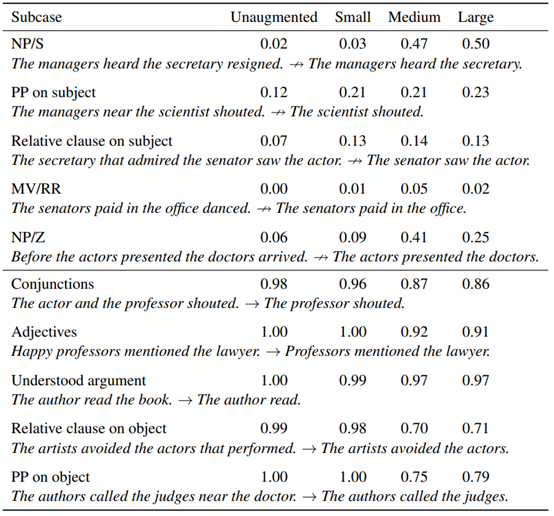 Subcase Unaugmented Small Medium Large
NP/S 0.02 0.03 0.47 0.50
The managers heard the secretary resigned. ↛ The managers heard the secretary.
PP on subject 0.12 0.21 0.21 0.23
The managers near the scientist shouted. ↛ The scientist shouted.
Relative clause on subject 0.07 0.13 0.14 0.13
The secretary that admired the senator saw the actor. ↛ The senator saw the actor.
MV/RR 0.00 0.01 0.05 0.02
The senators paid in the office danced. ↛ The senators paid in the office.
NP/Z 0.06 0.09 0.41 0.25
Before the actors presented the doctors arrived. ↛ The actors presented the doctors.
Conjunctions 0.98 0.96 0.87 0.86
The actor and the professor shouted. → The professor shouted.
Adjectives 1.00 1.00 0.92 0.91
Happy professors mentioned the lawyer. → Professors mentioned the lawyer.
Understood argument 1.00 0.99 0.97 0.97
The author read the book. → The author read.
Relative clause on object 0.99 0.98 0.70 0.71
The artists avoided the actors that performed. → The artists avoided the actors.
PP on object 1.00 1.00 0.75 0.79
The authors called the judges near the doctor. → The authors called the judges.